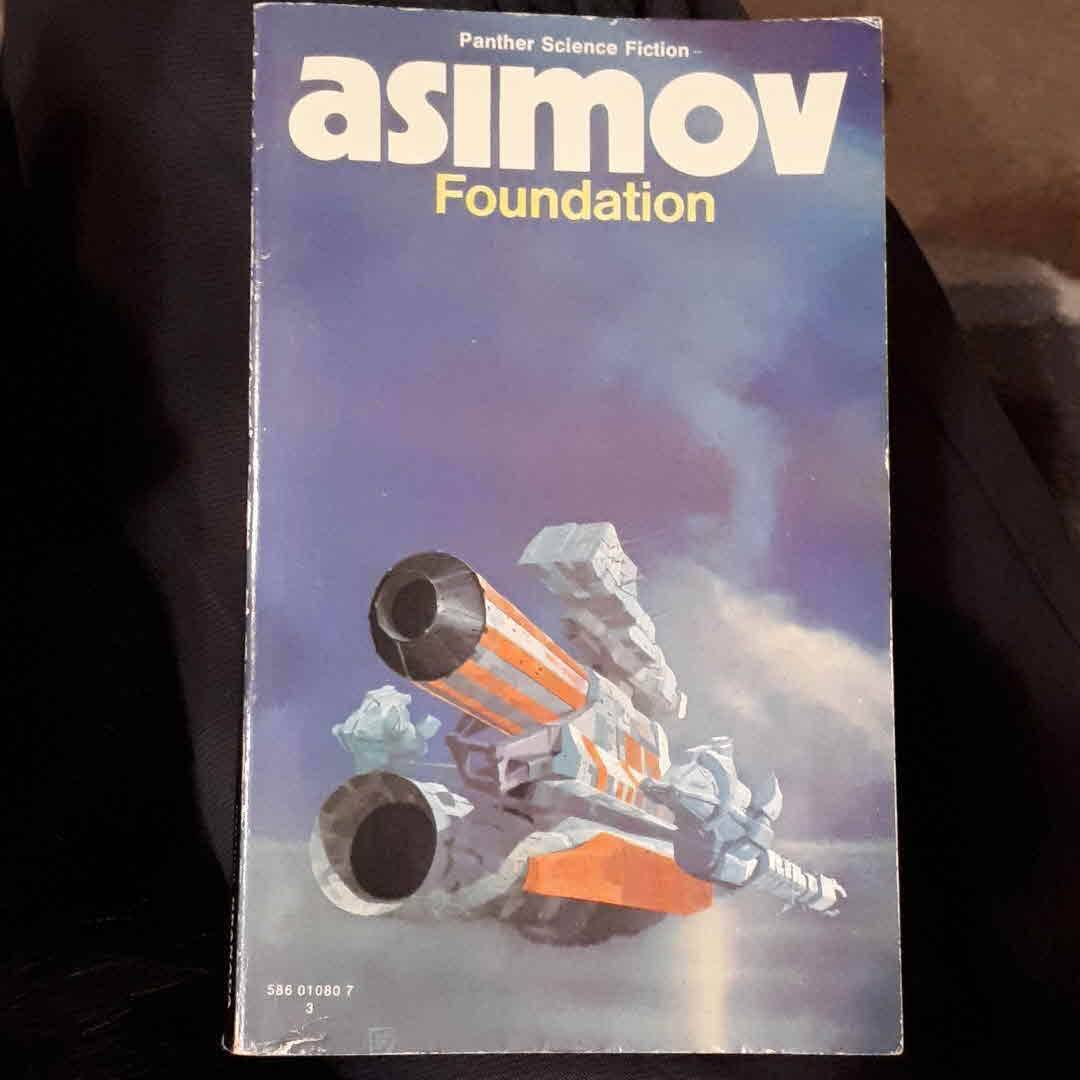 Panther Science Fiction
asimov
Foundation
586 01080 7
3